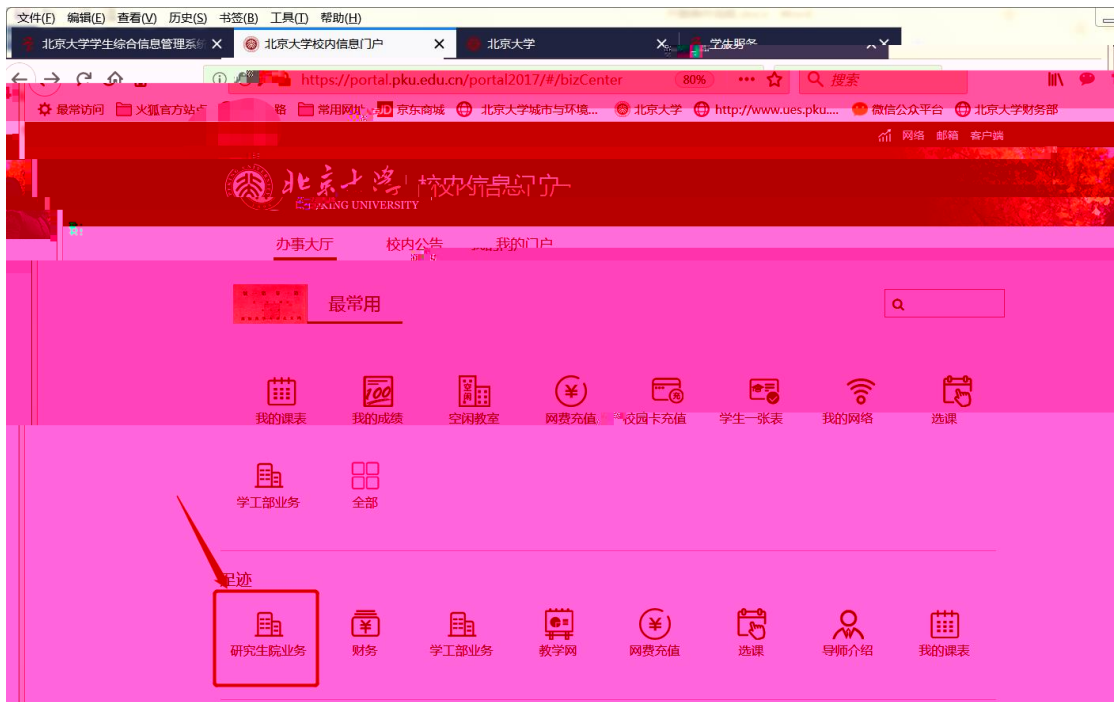 文件(F) 编辑(E) 查看(V) 历史(S) 书签(B) 工具(T) 帮助(H)
北京大学学生综合信息管理系统 北京大学校内信息门户 北京大学
https://portal.pku.edu.cn/portal2017/#/bizCenter 80% 搜索
最常访问 火狐官方站点 常用网址 京东商城 北京大学城市与环境... 北京大学 http://www.ues.pku.... 微信公众平台 北京大学财务部
网络 邮箱 客户端
北京大学 校内信息门户
PEKING UNIVERSITY
办事大厅 校内公告 我的门户
最常用
我的课表 我的成绩 空闲教室 网费充值 校园卡充值 学生一张表 我的网络 选课
学工部业务 全部
足迹
研究生院业务 财务 学工部业务 教学网 网费充值 选课 导师介绍 我的课表